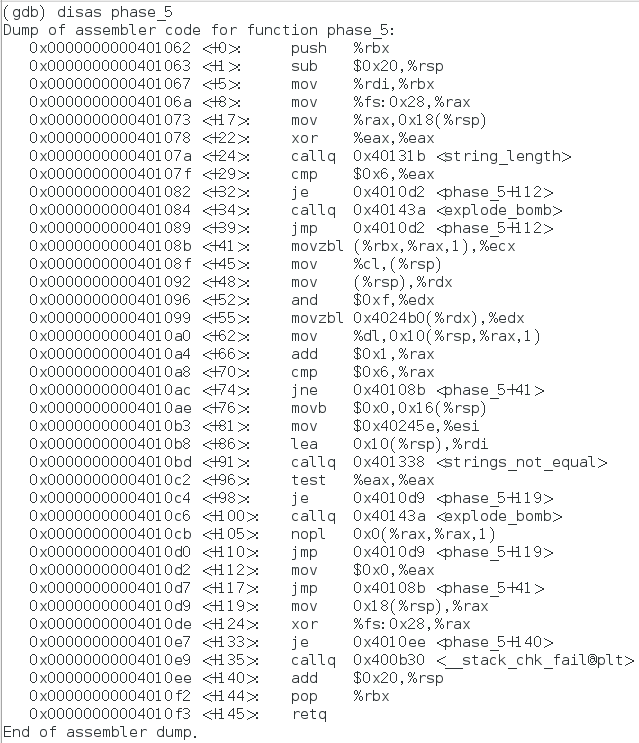 (gdb) disas phase_5
Dump of assembler code for function phase_5:
0x0000000000401062 <+0>: push %rbx
0x0000000000401063 <+1>: sub $0x20,%rsp
0x0000000000401067 <+5>: mov %rdi,%rbx
0x000000000040106a <+8>: mov %fs:0x28,%rax
0x0000000000401073 <+17>: mov %rax,0x18(%rsp)
0x0000000000401078 <+22>: xor %eax,%eax
0x000000000040107a <+24>: callq 0x40131b <string_length>
0x000000000040107f <+29>: cmp $0x6,%eax
0x0000000000401082 <+32>: je 0x4010d2 <phase_5+112>
0x0000000000401084 <+34>: callq 0x40143a <explode_bomb>
0x0000000000401089 <+39>: jmp 0x4010d2 <phase_5+112>
0x000000000040108b <+41>: movzbl (%rbx,%rax,1),%ecx
0x000000000040108f <+45>: mov %cl,(%rsp)
0x0000000000401092 <+48>: mov (%rsp),%rdx
0x0000000000401096 <+52>: and $0xf,%edx
0x0000000000401099 <+55>: movzbl 0x4024b0(%rdx),%edx
0x00000000004010a0 <+62>: mov %dl,0x10(%rsp,%rax,1)
0x00000000004010a4 <+66>: add $0x1,%rax
0x00000000004010a8 <+70>: cmp $0x6,%rax
0x00000000004010ac <+74>: jne 0x40108b <phase_5+41>
0x00000000004010ae <+76>: movb $0x0,0x16(%rsp)
0x00000000004010b3 <+81>: mov $0x40245e,%esi
0x00000000004010b8 <+86>: lea 0x10(%rsp),%rdi
0x00000000004010bd <+91>: callq 0x401338 <strings_not_equal>
0x00000000004010c2 <+96>: test %eax,%eax
0x00000000004010c4 <+98>: je 0x4010d9 <phase_5+119>
0x00000000004010c6 <+100>: callq 0x40143a <explode_bomb>
0x00000000004010cb <+105>: nopl 0x0(%rax,%rax,1)
0x00000000004010d0 <+110>: jmp 0x4010d9 <phase_5+119>
0x00000000004010d2 <+112>: mov $0x0,%eax
0x00000000004010d7 <+117>: jmp 0x40108b <phase_5+41>
0x00000000004010d9 <+119>: mov 0x18(%rsp),%rax
0x00000000004010de <+124>: xor %fs:0x28,%rax
0x00000000004010e7 <+133>: je 0x4010ee <phase_5+140>
0x00000000004010e9 <+135>: callq 0x400b30 <__stack_chk_fail@plt>
0x00000000004010ee <+140>: add $0x20,%rsp
0x00000000004010f2 <+144>: pop %rbx
0x00000000004010f3 <+145>: retq
End of assembler dump.